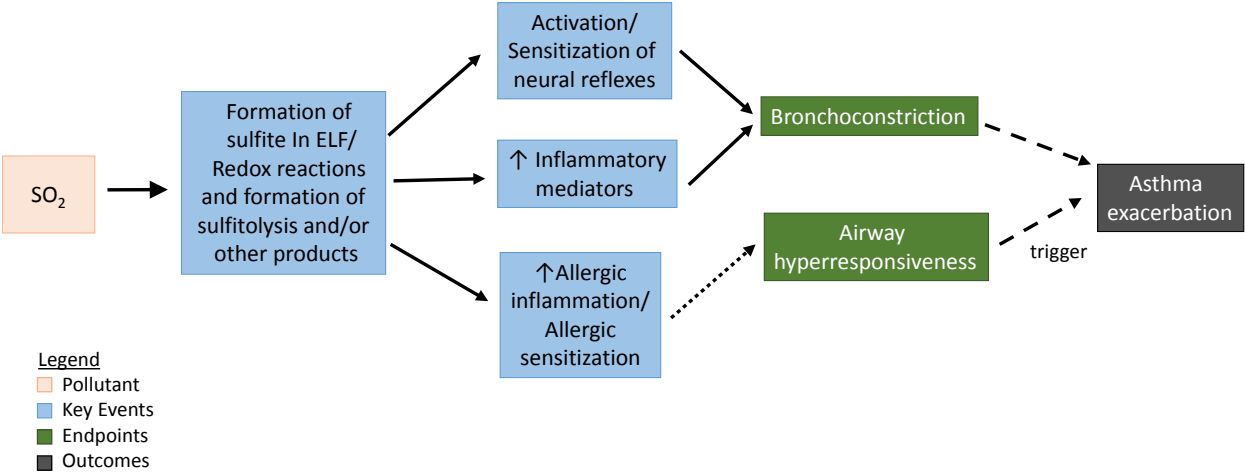 SO₂
Formation of
sulfite In ELF/
Redox reactions
and formation of
sulfitolysis and/or
other products
Activation/
Sensitization of
neural reflexes
↑ Inflammatory
mediators
↑Allergic
inflammation/
Allergic
sensitization
Bronchoconstriction
Airway
hyperresponsiveness
trigger
Asthma
exacerbation
Legend
Pollutant
Key Events
Endpoints
Outcomes